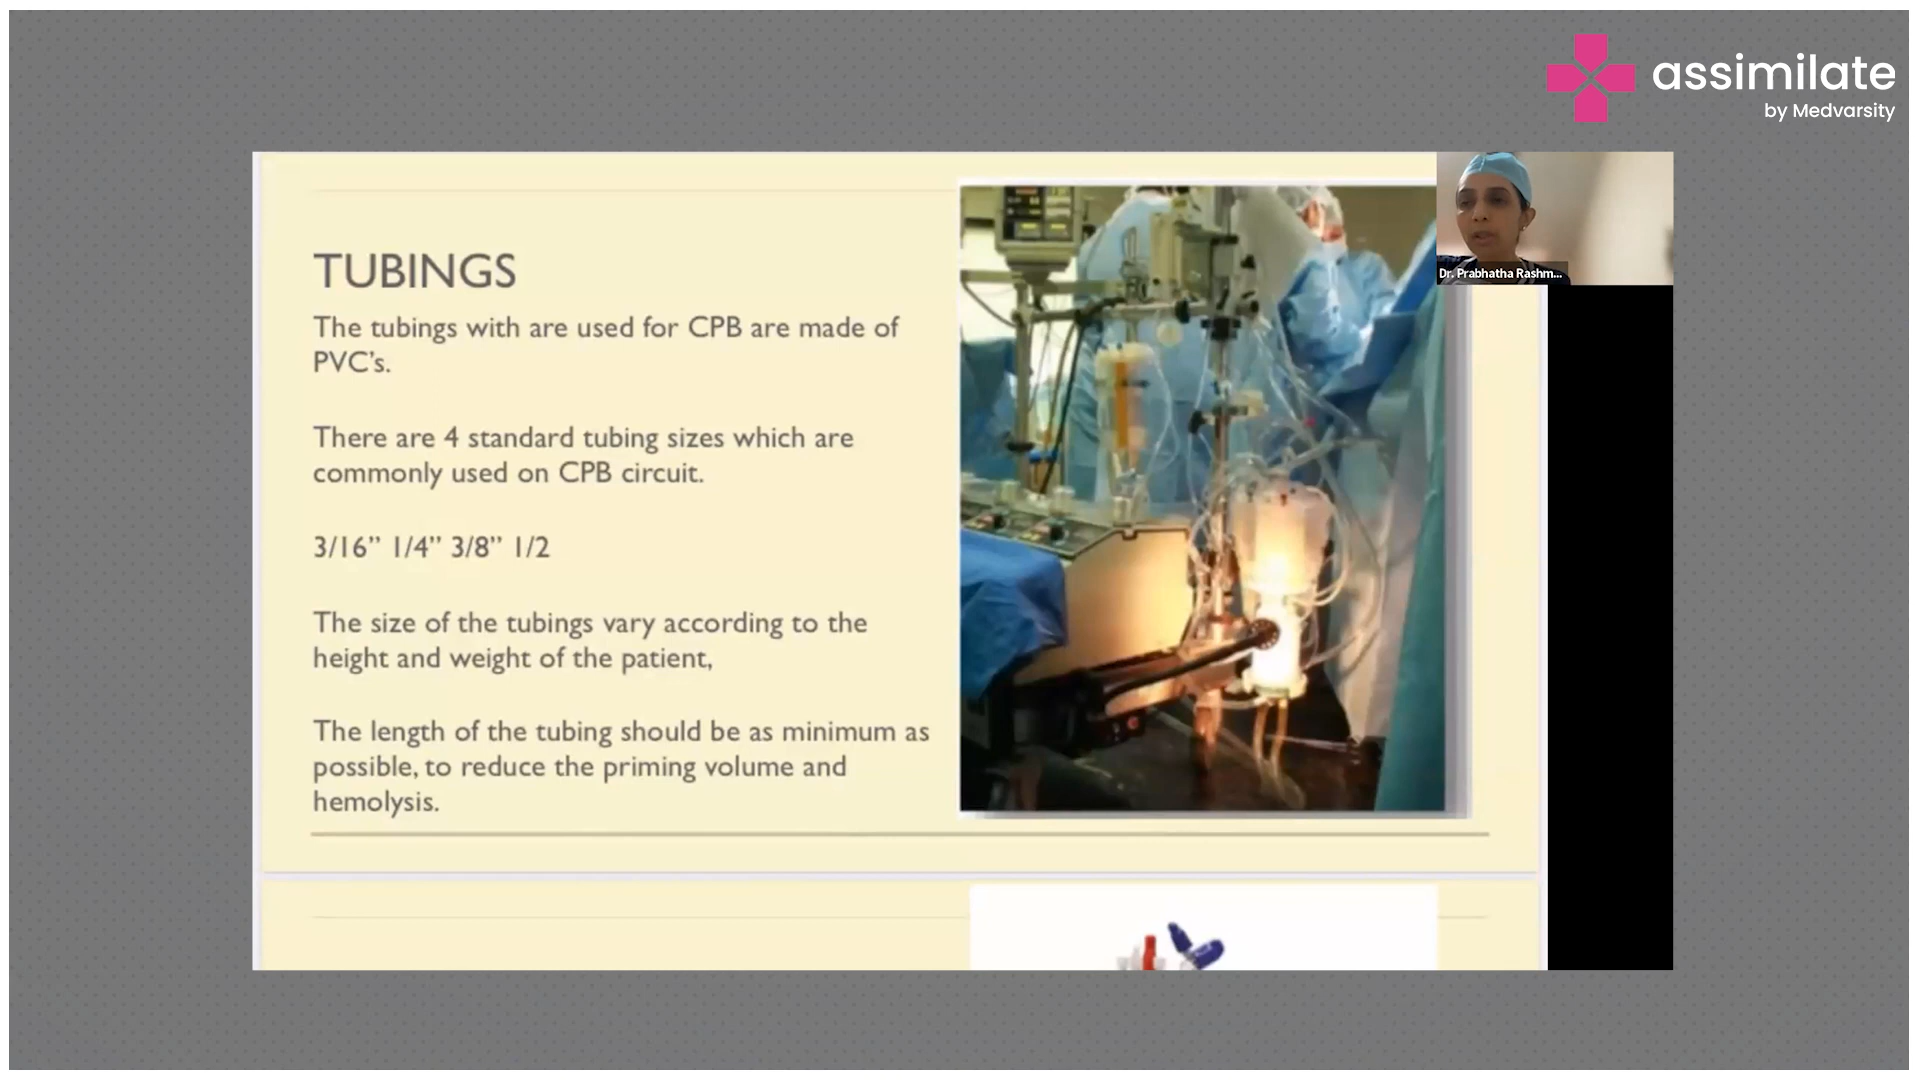 assimilate
by Medvarsity
Dr. Prabhatha Rashm...
TUBINGS
The tubings with are used for CPB are made of
PVC’s.
There are 4 standard tubing sizes which are
commonly used on CPB circuit.
3/16” 1/4” 3/8” 1/2
The size of the tubings vary according to the
height and weight of the patient,
The length of the tubing should be as minimum as
possible, to reduce the priming volume and
hemolysis.